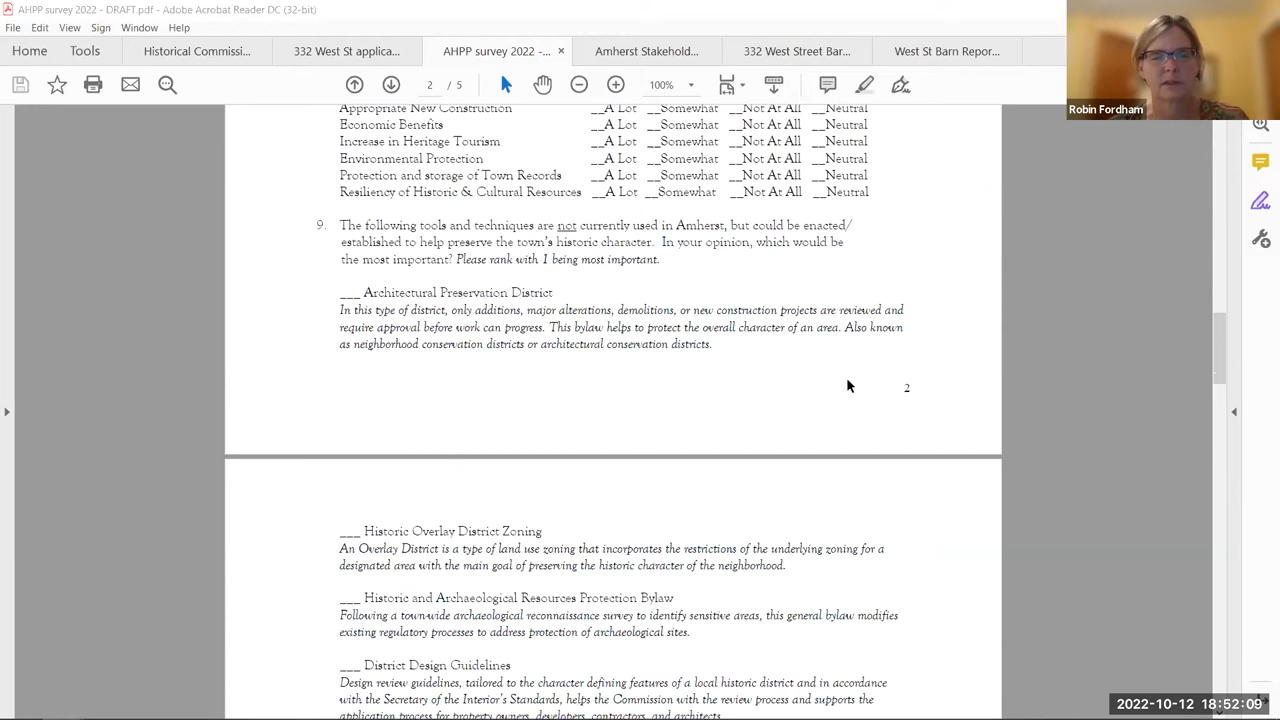 AHPP survey 2022 - DRAFT.pdf - Adobe Acrobat Reader DC (32-bit)
File Edit View Sign Window Help
Home Tools Historical Commissi... 332 West St applica... AHPP survey 2022 -... × Amherst Stakehold... 332 West Street Bar... West St Barn Repor...
2 / 5 100%
Robin Fordham
Appropriate New Construction __A Lot __Somewhat __Not At All __Neutral
Economic Benefits __A Lot __Somewhat __Not At All __Neutral
Increase in Heritage Tourism __A Lot __Somewhat __Not At All __Neutral
Environmental Protection __A Lot __Somewhat __Not At All __Neutral
Protection and storage of Town Records __A Lot __Somewhat __Not At All __Neutral
Resiliency of Historic & Cultural Resources __A Lot __Somewhat __Not At All __Neutral
9. The following tools and techniques are not currently used in Amherst, but could be enacted/
established to help preserve the town's historic character. In your opinion, which would be
the most important? Please rank with 1 being most important.
___ Architectural Preservation District
In this type of district, only additions, major alterations, demolitions, or new construction projects are reviewed and
require approval before work can progress. This bylaw helps to protect the overall character of an area. Also known
as neighborhood conservation districts or architectural conservation districts.
2
___ Historic Overlay District Zoning
An Overlay District is a type of land use zoning that incorporates the restrictions of the underlying zoning for a
designated area with the main goal of preserving the historic character of the neighborhood.
___ Historic and Archaeological Resources Protection Bylaw
Following a town-wide archaeological reconnaissance survey to identify sensitive areas, this general bylaw modifies
existing regulatory processes to address protection of archaeological sites.
___ District Design Guidelines
Design review guidelines, tailored to the character defining features of a local historic district and in accordance
with the Secretary of the Interior's Standards, helps the Commission with the review process and supports the
application process for property owners, developers, contractors, and architects.
2022-10-12 18:52:09